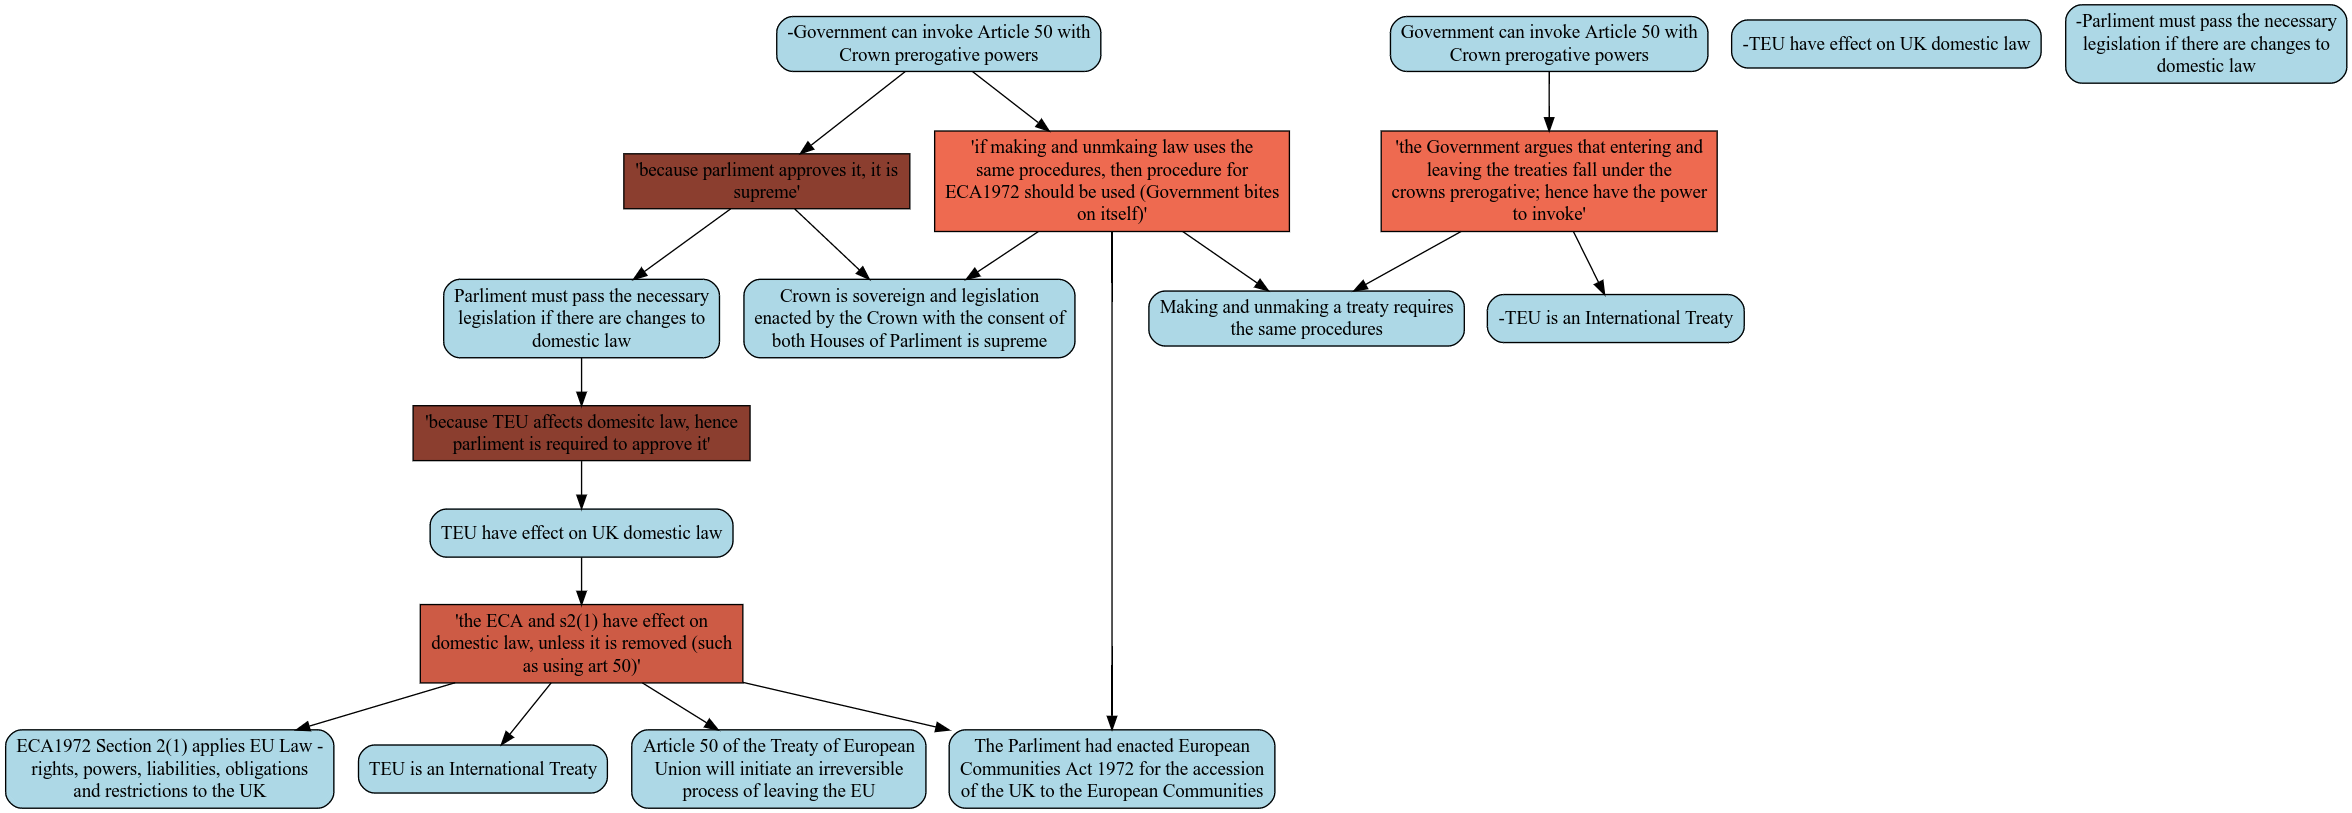 -Government can invoke Article 50 with
Crown prerogative powers
Government can invoke Article 50 with
Crown prerogative powers
-TEU have effect on UK domestic law
-Parliment must pass the necessary
legislation if there are changes to
domestic law
'because parliment approves it, it is
supreme'
'if making and unmkaing law uses the
same procedures, then procedure for
ECA1972 should be used (Government bites
on itself)'
'the Government argues that entering and
leaving the treaties fall under the
crowns prerogative; hence have the power
to invoke'
Parliment must pass the necessary
legislation if there are changes to
domestic law
Crown is sovereign and legislation
enacted by the Crown with the consent of
both Houses of Parliment is supreme
Making and unmaking a treaty requires
the same procedures
-TEU is an International Treaty
'because TEU affects domesitc law, hence
parliment is required to approve it'
TEU have effect on UK domestic law
'the ECA and s2(1) have effect on
domestic law, unless it is removed (such
as using art 50)'
ECA1972 Section 2(1) applies EU Law -
rights, powers, liabilities, obligations
and restrictions to the UK
TEU is an International Treaty
Article 50 of the Treaty of European
Union will initiate an irreversible
process of leaving the EU
The Parliment had enacted European
Communities Act 1972 for the accession
of the UK to the European Communities